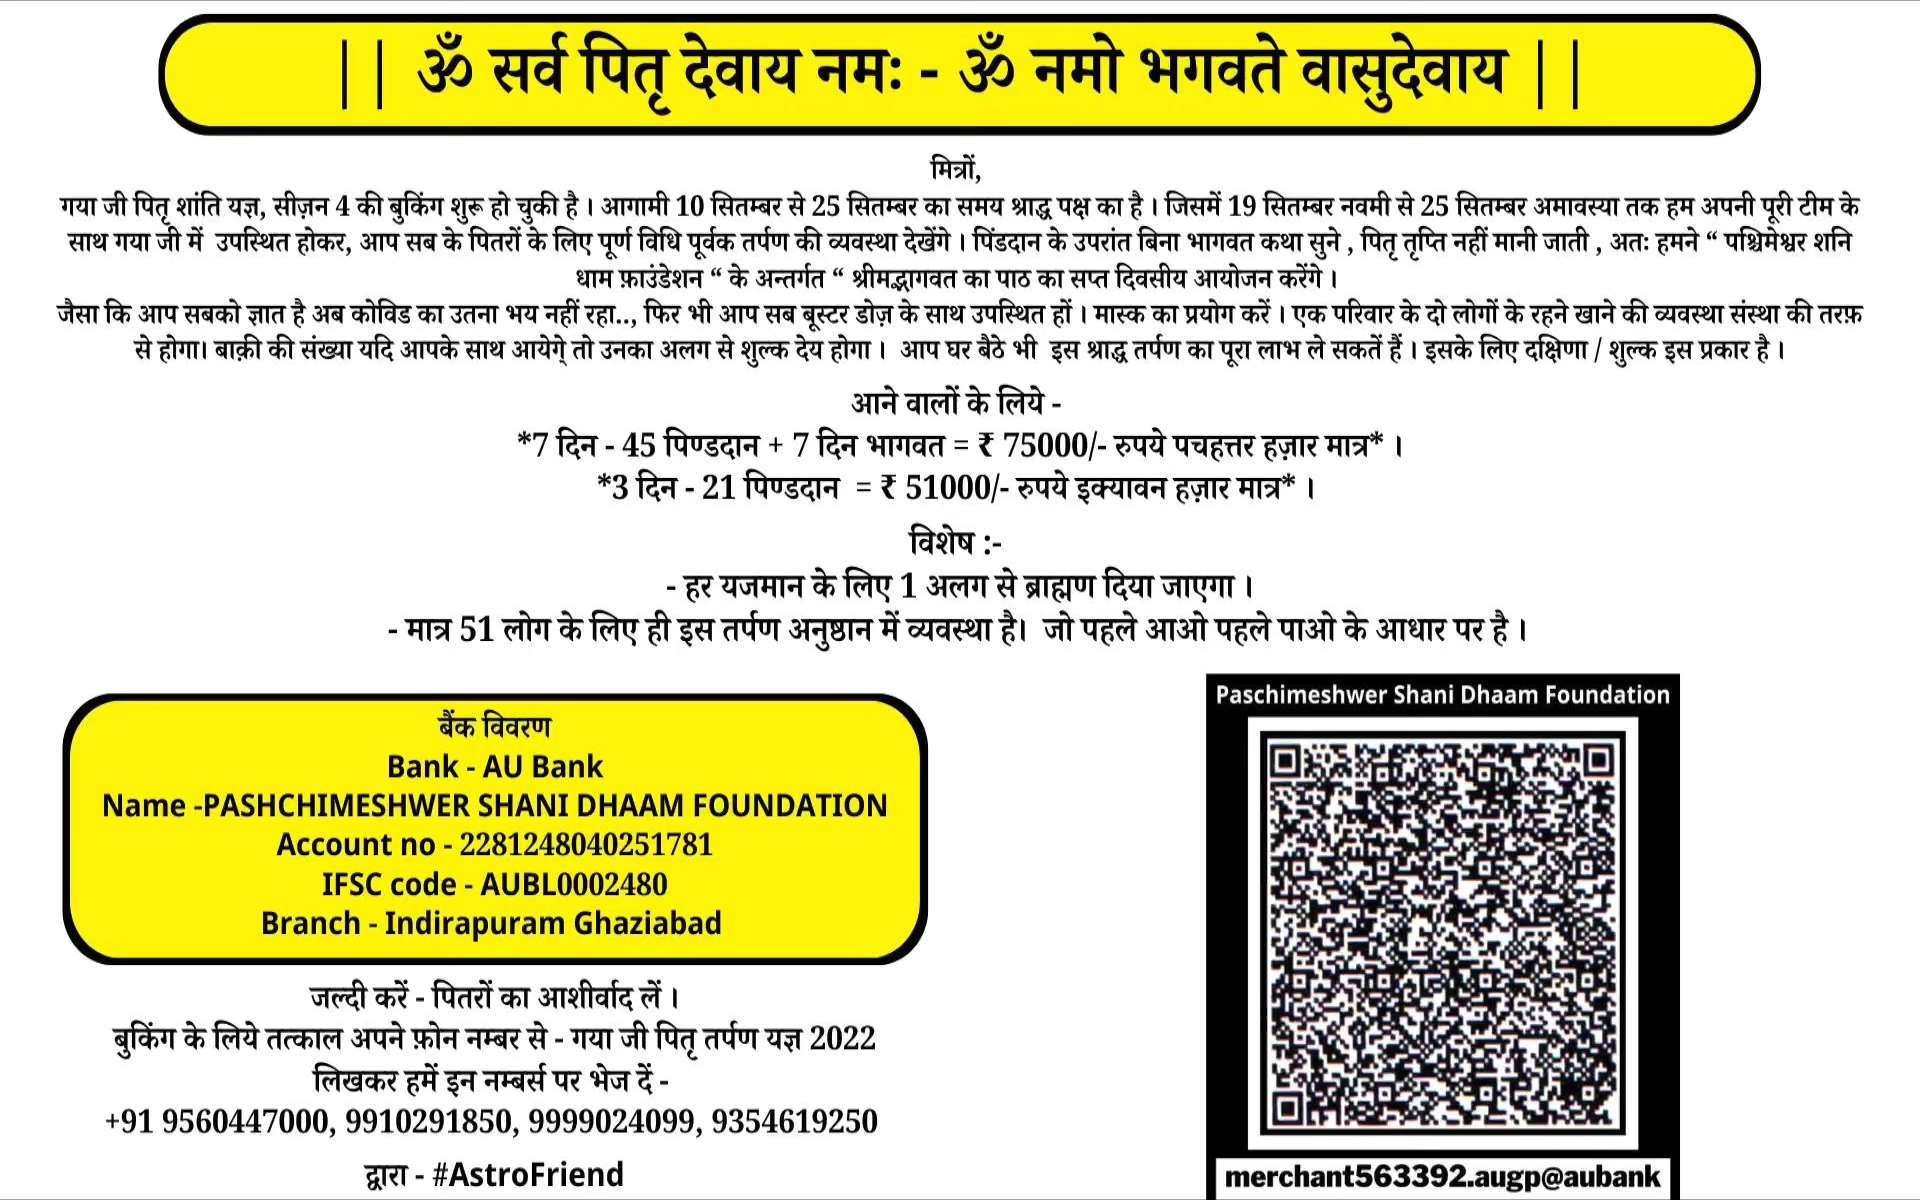 || ॐ सर्व पितृ देवाय नमः - ॐ नमो भगवते वासुदेवाय ||
मित्रों,
गया जी पितृ शांति यज्ञ, सीज़न 4 की बुकिंग शुरू हो चुकी है । आगामी 10 सितम्बर से 25 सितम्बर का समय श्राद्ध पक्ष का है । जिसमें 19 सितम्बर नवमी से 25 सितम्बर अमावस्या तक हम अपनी पूरी टीम के
साथ गया जी में उपस्थित होकर, आप सब के पितरों के लिए पूर्ण विधि पूर्वक तर्पण की व्यवस्था देखेंगे । पिंडदान के उपरांत बिना भागवत कथा सुने , पितृ तृप्ति नहीं मानी जाती , अतः हमने “ पश्चिमेश्वर शनि
धाम फ़ाउंडेशन “ के अन्तर्गत “ श्रीमद्भागवत का पाठ का सप्त दिवसीय आयोजन करेंगे ।
जैसा कि आप सबको ज्ञात है अब कोविड का उतना भय नहीं रहा.., फिर भी आप सब बूस्टर डोज़ के साथ उपस्थित हों । मास्क का प्रयोग करें । एक परिवार के दो लोगों के रहने खाने की व्यवस्था संस्था की तरफ़
से होगा। बाक़ी की संख्या यदि आपके साथ आयेगे् तो उनका अलग से शुल्क देय होगा । आप घर बैठे भी इस श्राद्ध तर्पण का पूरा लाभ ले सकतें हैं । इसके लिए दक्षिणा / शुल्क इस प्रकार है ।
आने वालों के लिये -
*7 दिन - 45 पिण्डदान + 7 दिन भागवत = ₹ 75000/- रुपये पचहत्तर हज़ार मात्र* ।
*3 दिन - 21 पिण्डदान = ₹ 51000/- रुपये इक्यावन हज़ार मात्र* ।
विशेष :-
- हर यजमान के लिए 1 अलग से ब्राह्मण दिया जाएगा ।
- मात्र 51 लोग के लिए ही इस तर्पण अनुष्ठान में व्यवस्था है। जो पहले आओ पहले पाओ के आधार पर है ।
बैंक विवरण
Bank - AU Bank
Name -PASHCHIMESHWER SHANI DHAAM FOUNDATION
Account no - 2281248040251781
IFSC code - AUBL0002480
Branch - Indirapuram Ghaziabad
जल्दी करें - पितरों का आशीर्वाद लें ।
बुकिंग के लिये तत्काल अपने फ़ोन नम्बर से - गया जी पितृ तर्पण यज्ञ 2022
लिखकर हमें इन नम्बर्स पर भेज दें -
+91 9560447000, 9910291850, 9999024099, 9354619250
द्वारा - #AstroFriend
Paschimeshwer Shani Dhaam Foundation
merchant563392.augp@aubank